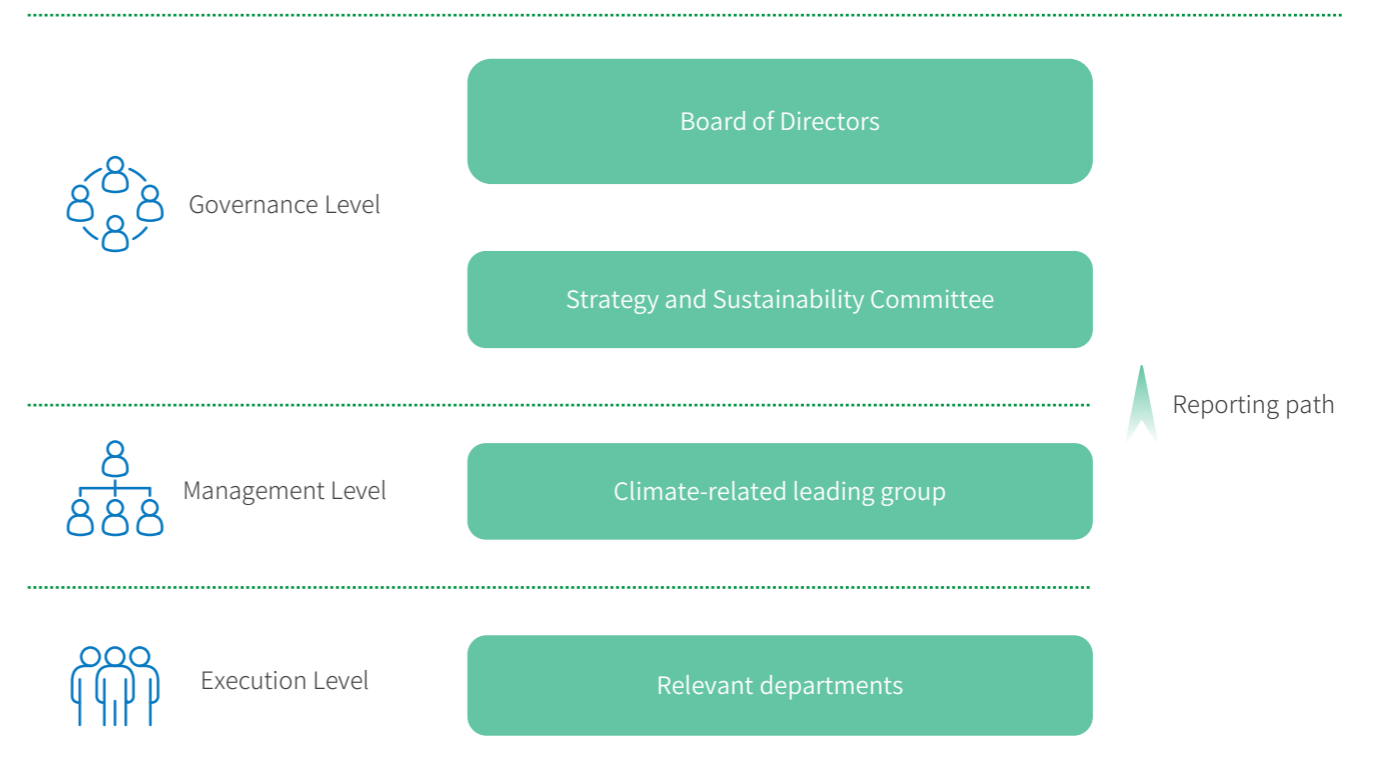 Board of Directors
Governance Level
Strategy and Sustainability Committee
Reporting path
Management Level
Climate-related leading group
Execution Level
Relevant departments